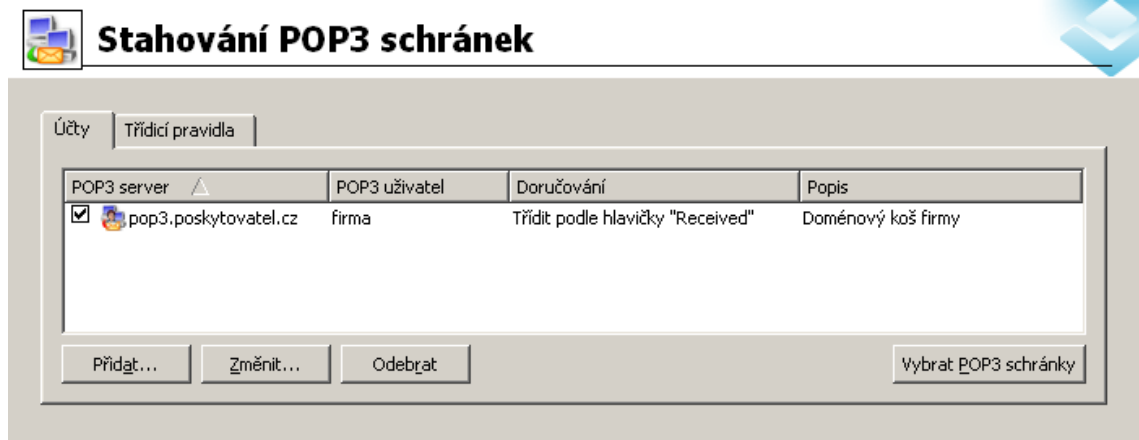 Stahování POP3 schránek
Účty Třídicí pravidla
POP3 server POP3 uživatel Doručování Popis
pop3.poskytovatel.cz firma Třídit podle hlavičky "Received" Doménový koš firmy
Přidat... Změnit... Odebrat Vybrat POP3 schránky